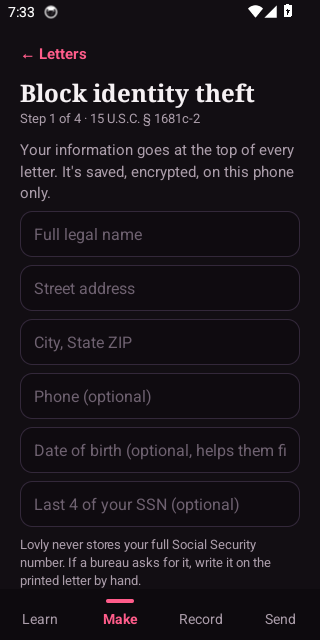 7:33
← Letters
Block identity theft
Step 1 of 4 · 15 U.S.C. § 1681c-2
Your information goes at the top of every
letter. It's saved, encrypted, on this phone
only.
Full legal name
Street address
City, State ZIP
Phone (optional)
Date of birth (optional, helps them fi
Last 4 of your SSN (optional)
Lovly never stores your full Social Security
number. If a bureau asks for it, write it on the
printed letter by hand.
Learn Make Record Send